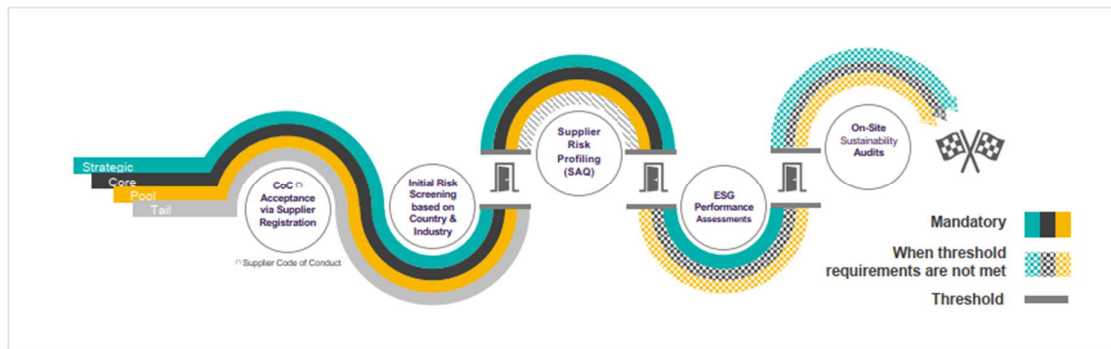 Strategic
Core
Pool
Tail
CoC
Acceptance
via Supplier
Registration
Supplier Code of Conduct
Initial Risk
Screening
based on
Country &
Industry
Supplier
Risk
Profiling
(SAQ)
ESG
Performance
Assessments
On-Site
Sustainability
Audits
Mandatory
When threshold
requirements are not met
Threshold